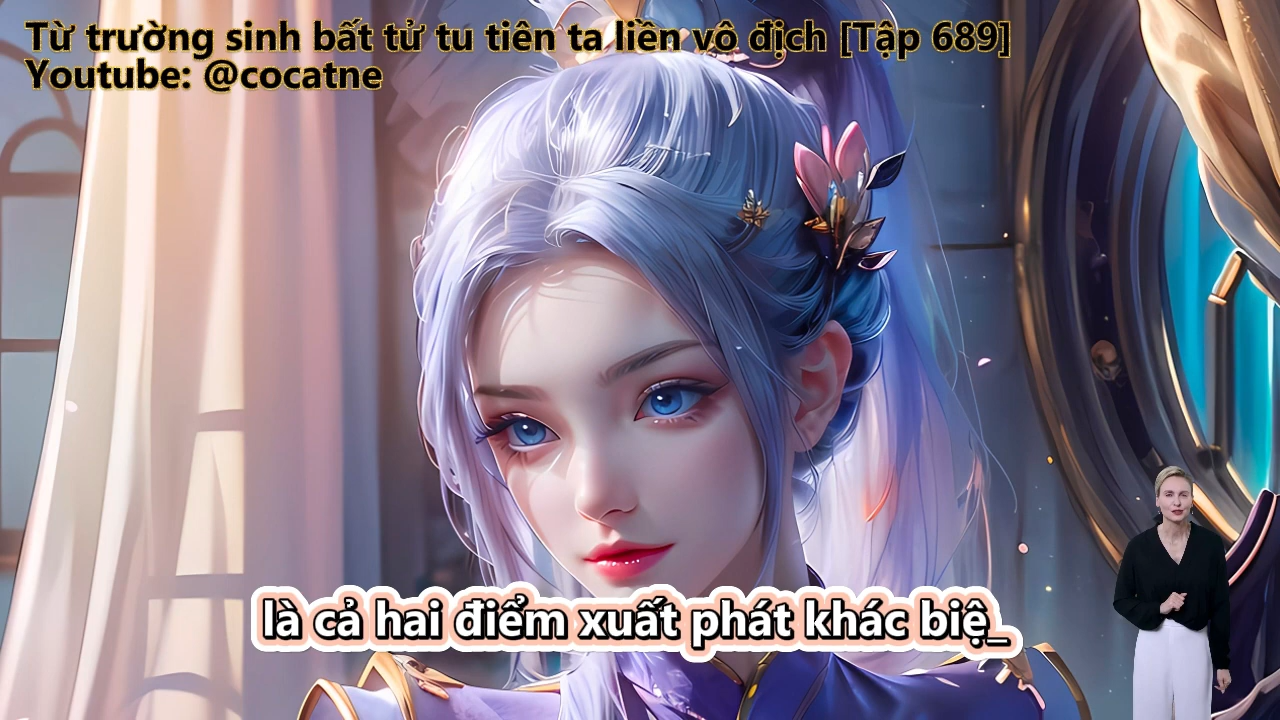 Từ trường sinh bất tử tu tiên ta liền vô địch [Tập 689]
Youtube: @cocatne
là cả hai điểm xuất phát khác biệ_